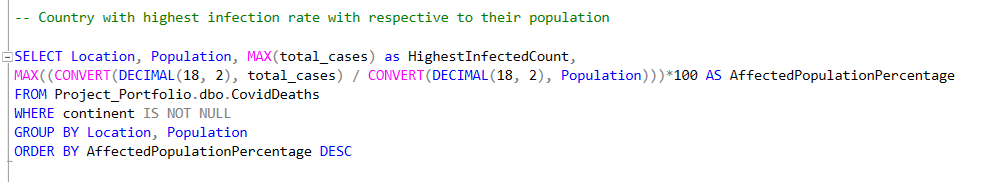 -- Country with highest infection rate with respective to their population
SELECT Location, Population, MAX(total_cases) as HighestInfectedCount,
MAX((CONVERT(DECIMAL(18, 2), total_cases) / CONVERT(DECIMAL(18, 2), Population)))*100 AS AffectedPopulationPercentage
FROM Project_Portfolio.dbo.CovidDeaths
WHERE continent IS NOT NULL
GROUP BY Location, Population
ORDER BY AffectedPopulationPercentage DESC